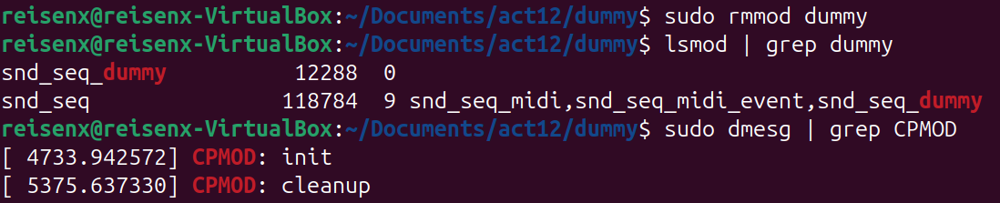 reisenx@reisenx-VirtualBox:~/Documents/act12/dummy$ sudo rmmod dummy
reisenx@reisenx-VirtualBox:~/Documents/act12/dummy$ lsmod | grep dummy
snd_seq_dummy          12288  0
snd_seq               118784  9 snd_seq_midi,snd_seq_midi_event,snd_seq_dummy
reisenx@reisenx-VirtualBox:~/Documents/act12/dummy$ sudo dmesg | grep CPMOD
[ 4733.942572] CPMOD: init
[ 5375.637330] CPMOD: cleanup